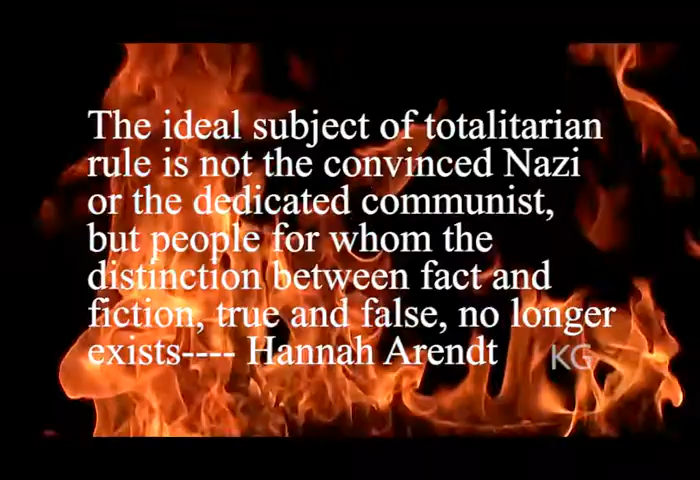 The ideal subject of totalitarian
rule is not the convinced Nazi
or the dedicated communist,
but people for whom the
distinction between fact and
fiction, true and false, no longer
exists---- Hannah Arendt
KG